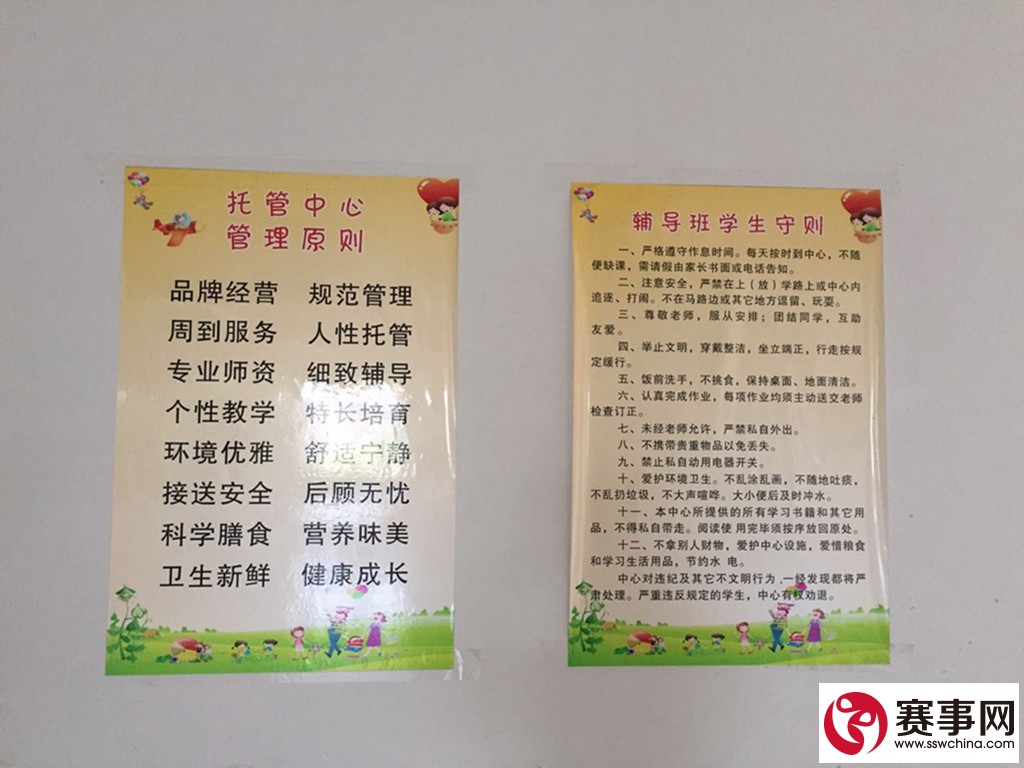 托管中心
管理原则
品牌经营 规范管理
周到服务 人性托管
专业师资 细致辅导
个性教学 特长培育
环境优雅 舒适宁静
接送安全 后顾无忧
科学膳食 营养味美
卫生新鲜 健康成长
辅导班学生守则
一、严格遵守作息时间。每天按时到中心，不随
便缺课，需请假由家长书面或电话告知。
二、注意安全，严禁在上（放）学路上或中心内
追逐、打闹。不在马路边或其它地方逗留、玩耍。
三、尊敬老师，服从安排；团结同学，互助
友爱。
四、举止文明，穿戴整洁，坐立端正，行走按规
定缓行。
五、饭前洗手，不挑食，保持桌面、地面清洁。
六、认真完成作业，每项作业均须主动送交老师
检查订正。
七、未经老师允许，严禁私自外出。
八、不携带贵重物品以免丢失。
九、禁止私自动用电器开关。
十、爱护环境卫生。不乱涂乱画，不随地吐痰，
不乱扔垃圾，不大声喧哗。大小便后及时冲水。
十一、本中心所提供的所有学习书籍和其它用
品，不得私自带走。阅读使 用完毕须按序放回原处。
十二、不拿别人财物，爱护中心设施，爱惜粮食
和学习生活用品，节约水 电。
中心对违纪及其它不文明行为，一经发现都将严
肃处理。严重违反规定的学生，中心有权劝退。
赛事网
www.sswchina.com